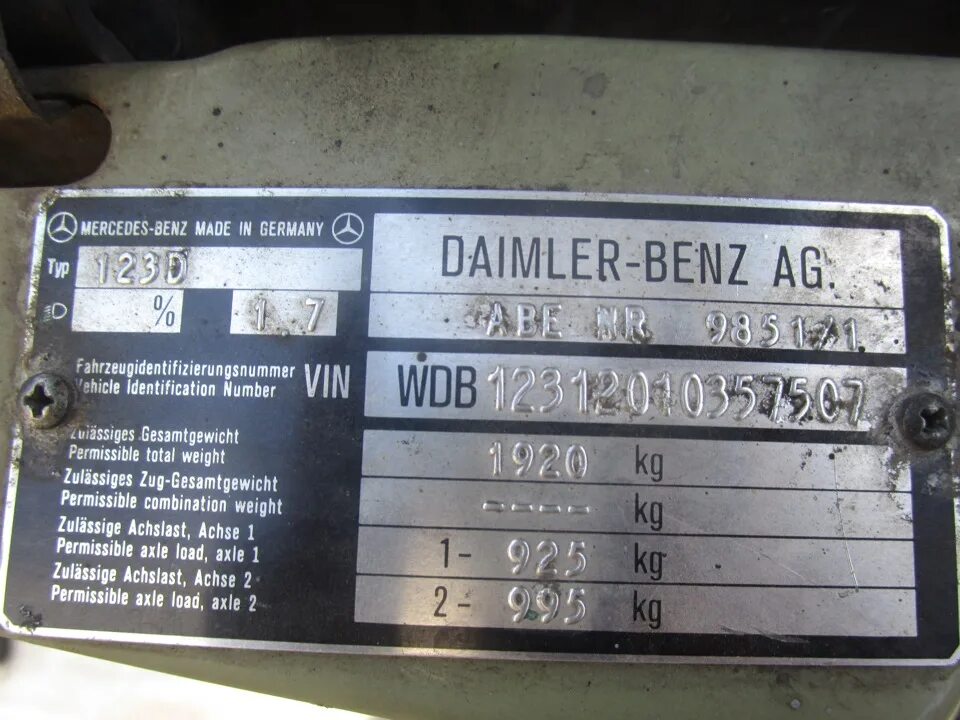 MERCEDES-BENZ MADE IN GERMANY
DAIMLER-BENZ AG.
Typ 123D
% 1.7
ABE NR 9851/1
Fahrzeugidentifizierungsnummer
Vehicle Identification Number
VIN WDB12312010357507
Zulässiges Gesamtgewicht
Permissible total weight
1920 kg
Zulässiges Zug-Gesamtgewicht
Permissible combination weight
---- kg
Zulässige Achslast, Achse 1
Permissible axle load, axle 1
1- 925 kg
Zulässige Achslast, Achse 2
Permissible axle load, axle 2
2- 995 kg